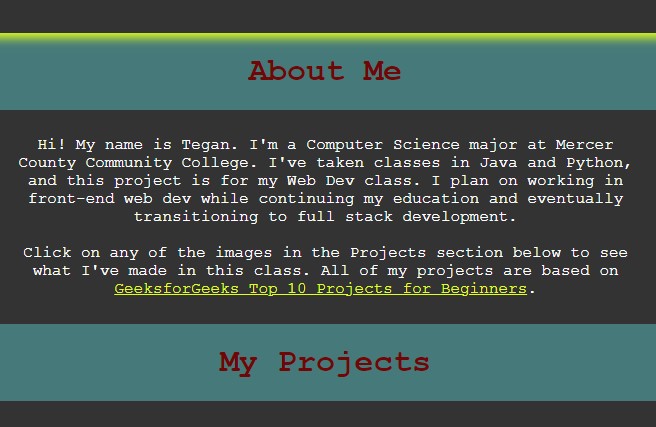 About Me
Hi! My name is Tegan. I'm a Computer Science major at Mercer
County Community College. I've taken classes in Java and Python,
and this project is for my Web Dev class. I plan on working in
front-end web dev while continuing my education and eventually
transitioning to full stack development.
Click on any of the images in the Projects section below to see
what I've made in this class. All of my projects are based on
GeeksforGeeks Top 10 Projects for Beginners.
My Projects